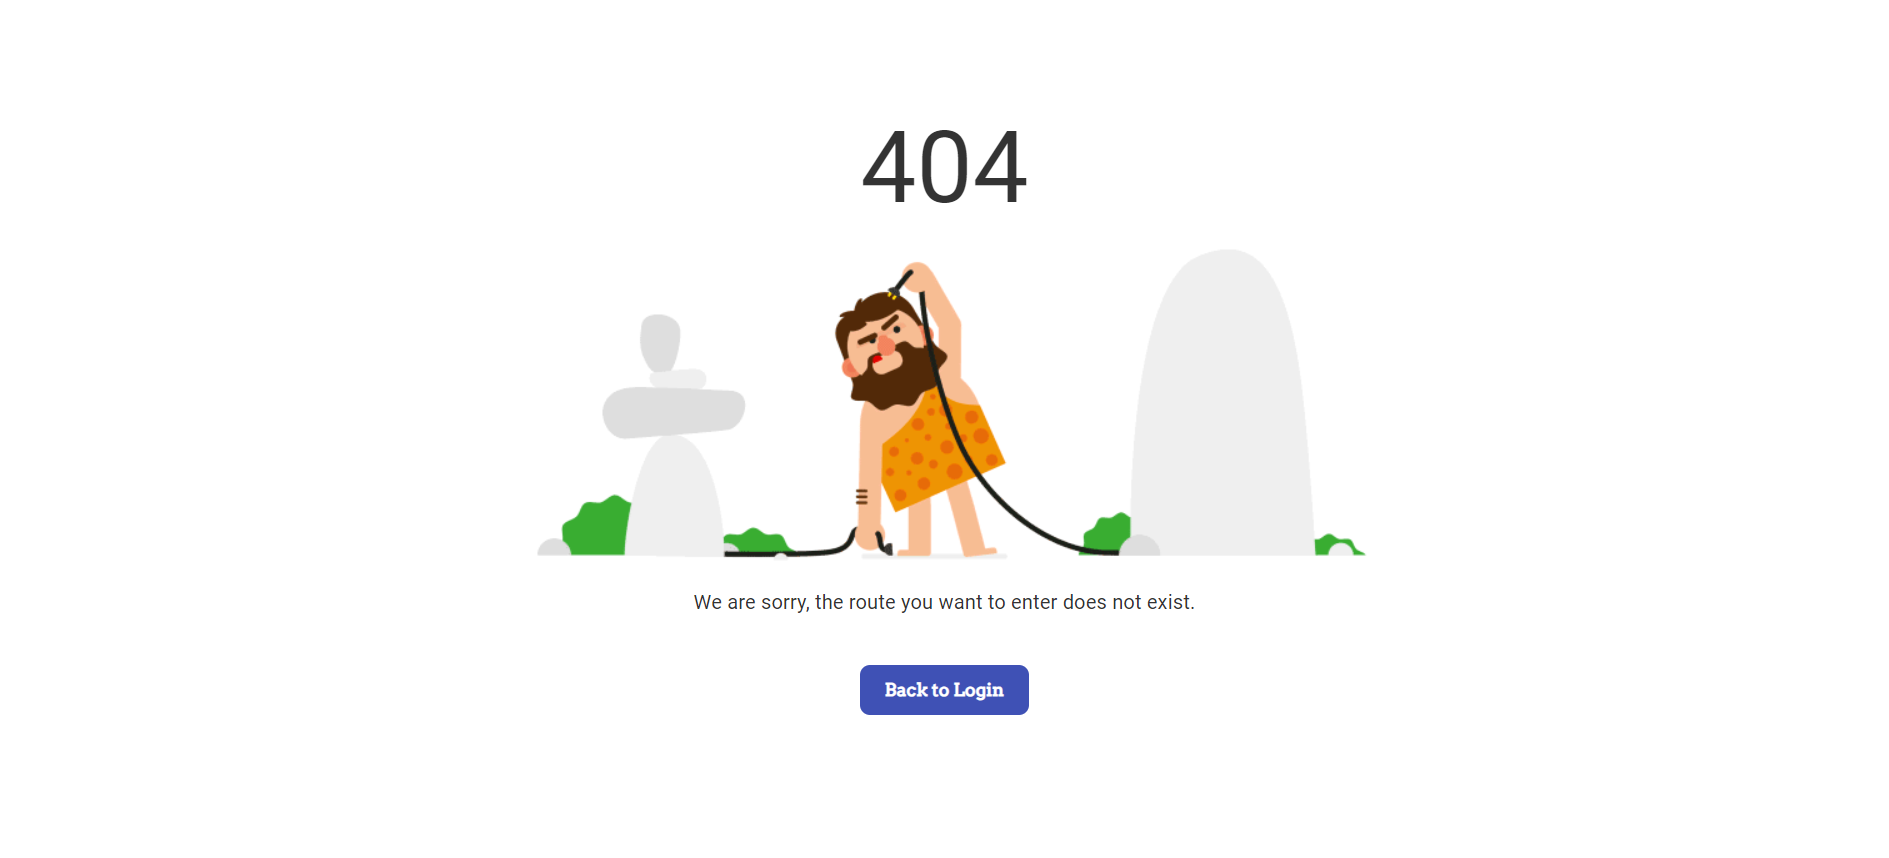 404
We are sorry, the route you want to enter does not exist.
Back to Login